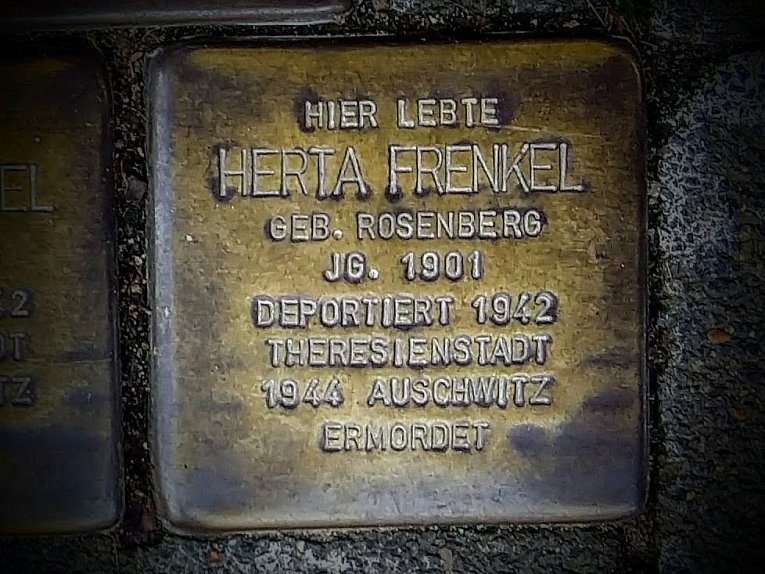 HIER LEBTE
HERTA FRENKEL
GEB. ROSENBERG
JG. 1901
DEPORTIERT 1942
THERESIENSTADT
1944 AUSCHWITZ
ERMORDET